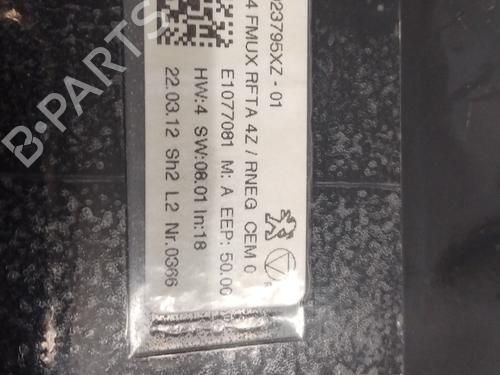 23795XZ - 01
4 FMUX RFTA 4Z / RNEG CEM 0
E1077081 M: A EEP: 50.00
HW:4 SW:08.01 In:18
22.03.12 Sh2 L2 Nr.0366
B-PARTS